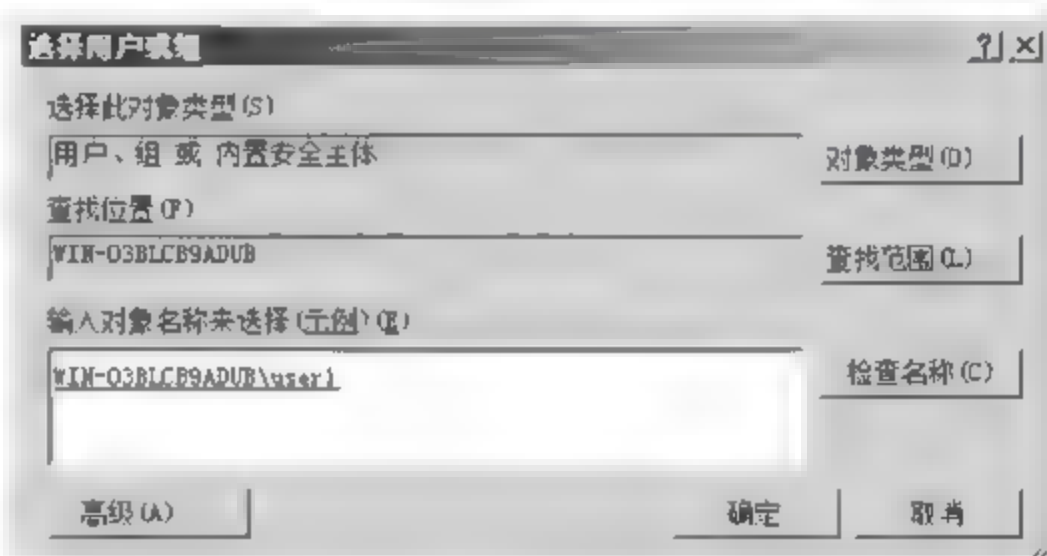 选择用户或组
选择此对象类型(S)
用户、组 或 内置安全主体
对象类型(O)
查找位置(F)
WIN-O3BLCB9ADUB
查找范围(L)
输入对象名称来选择(示例)(E)
WIN-O3BLCB9ADUB\user1
检查名称(C)
高级(A)
确定
取消